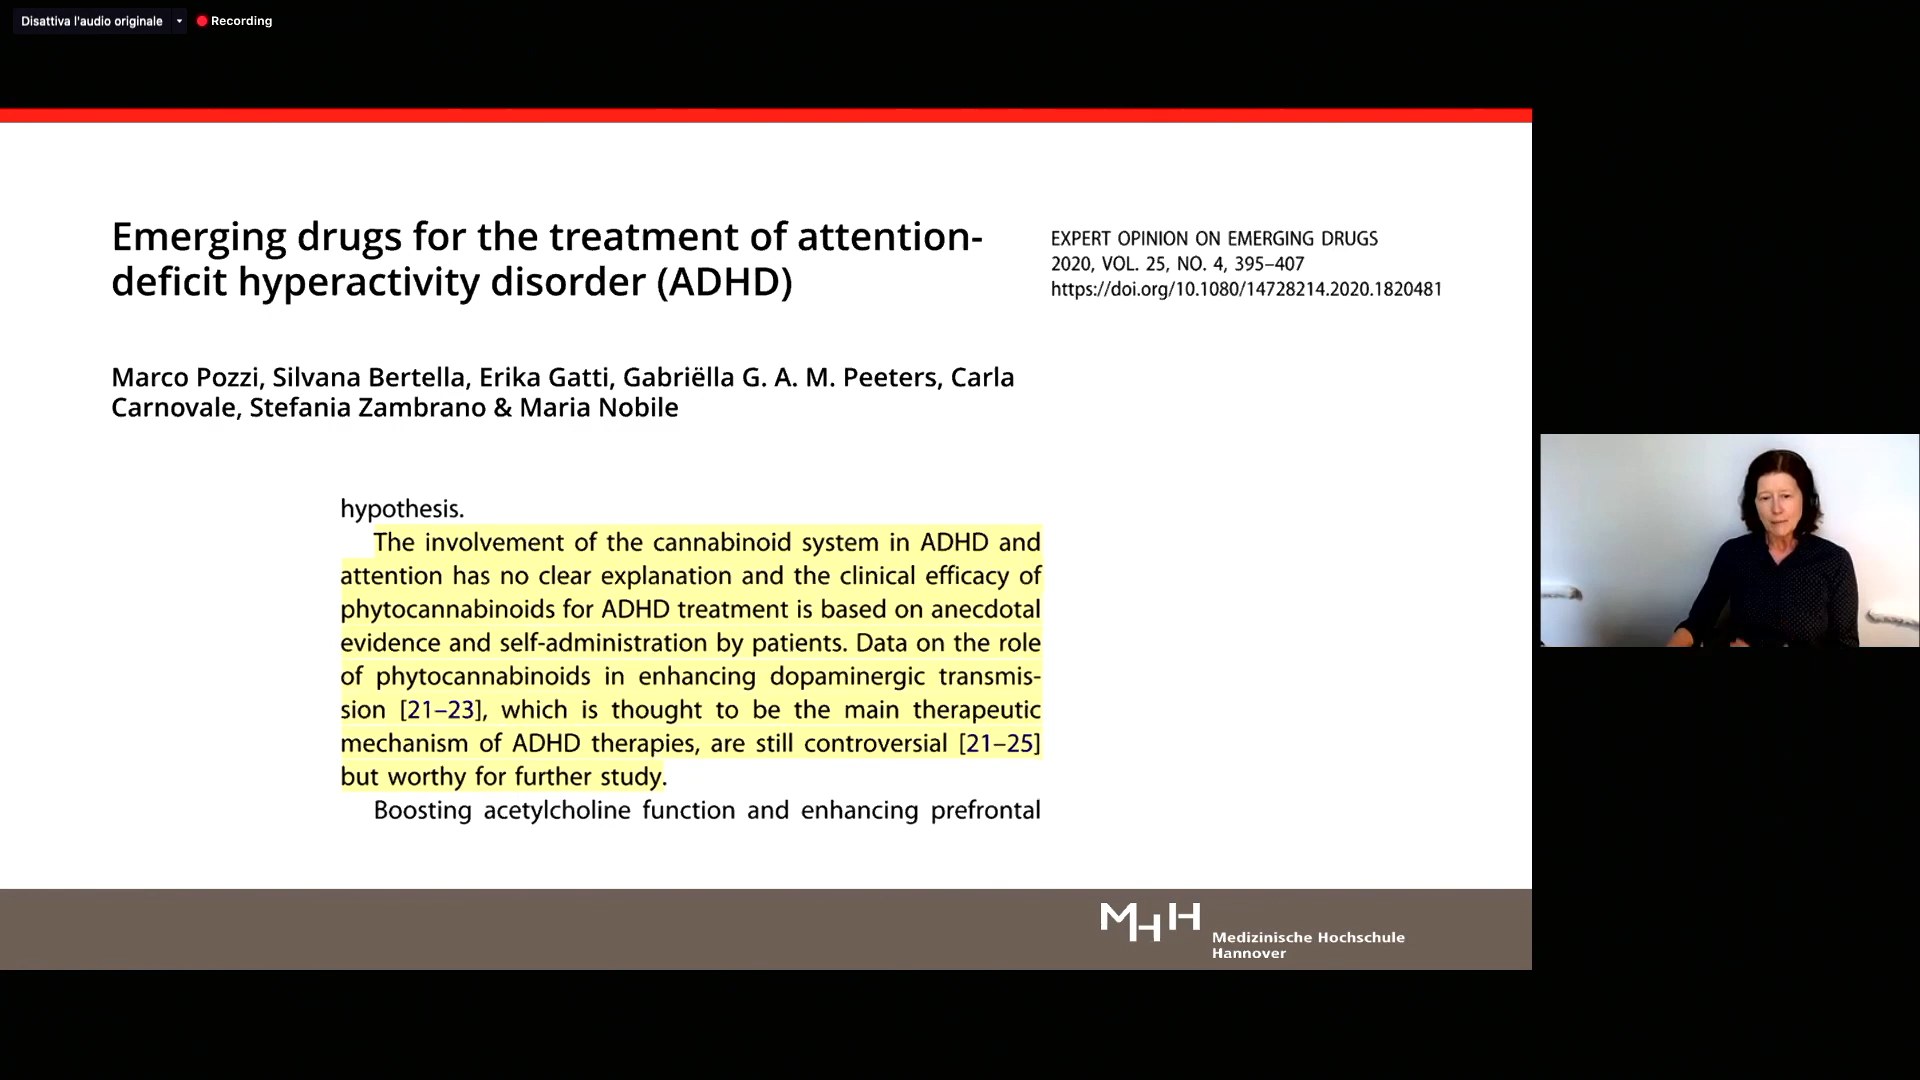 Disattiva l'audio originale
Recording
Emerging drugs for the treatment of attention-
deficit hyperactivity disorder (ADHD)
EXPERT OPINION ON EMERGING DRUGS
2020, VOL. 25, NO. 4, 395–407
https://doi.org/10.1080/14728214.2020.1820481
Marco Pozzi, Silvana Bertella, Erika Gatti, Gabriëlla G. A. M. Peeters, Carla
Carnovale, Stefania Zambrano & Maria Nobile
hypothesis.
The involvement of the cannabinoid system in ADHD and
attention has no clear explanation and the clinical efficacy of
phytocannabinoids for ADHD treatment is based on anecdotal
evidence and self-administration by patients. Data on the role
of phytocannabinoids in enhancing dopaminergic transmis-
sion [21–23], which is thought to be the main therapeutic
mechanism of ADHD therapies, are still controversial [21–25]
but worthy for further study.
Boosting acetylcholine function and enhancing prefrontal
MHH
Medizinische Hochschule
Hannover